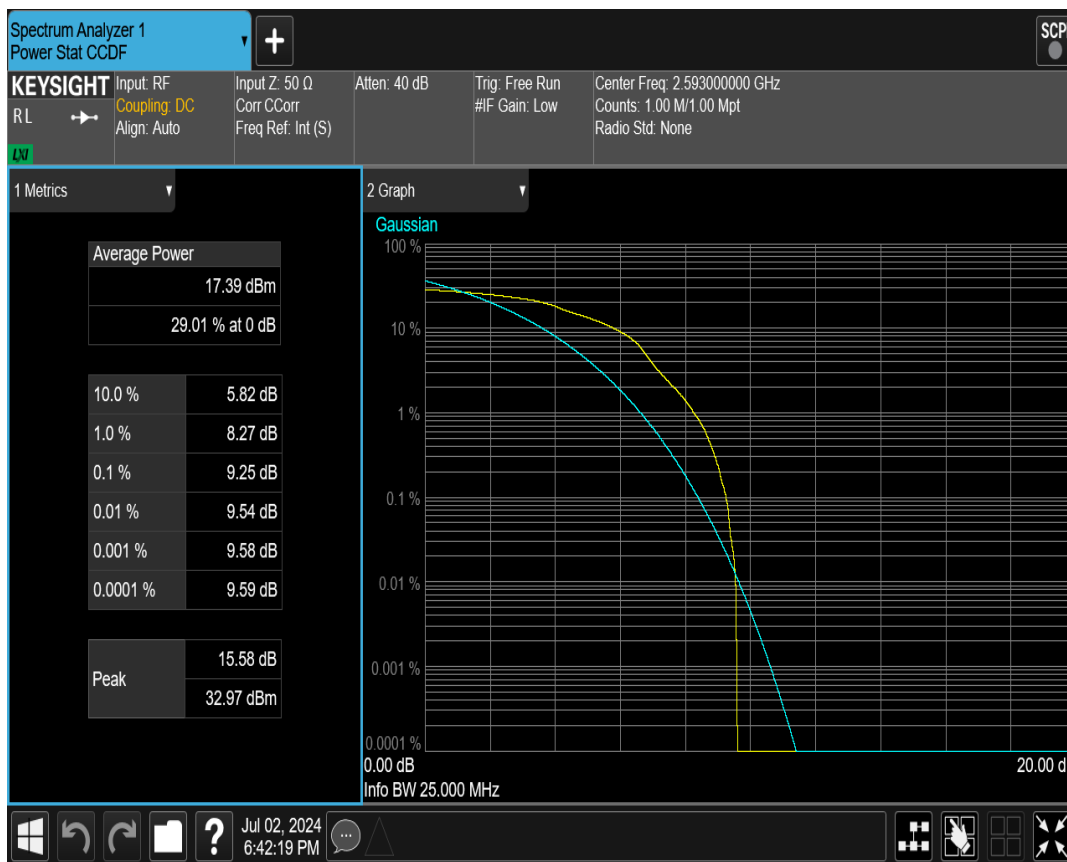 Spectrum Analyzer 1
Power Stat CCDF
+
SCP
KEYSIGHT
RL
LXI
Input: RF
Coupling: DC
Align: Auto
Input Z: 50 Ω
Corr CCorr
Freq Ref: Int (S)
Atten: 40 dB
Trig: Free Run
#IF Gain: Low
Center Freq: 2.593000000 GHz
Counts: 1.00 M/1.00 Mpt
Radio Std: None
1 Metrics
Average Power
17.39 dBm
29.01 % at 0 dB
10.0 % 5.82 dB
1.0 % 8.27 dB
0.1 % 9.25 dB
0.01 % 9.54 dB
0.001 % 9.58 dB
0.0001 % 9.59 dB
Peak
15.58 dB
32.97 dBm
2 Graph
Gaussian
100 %
10 %
1 %
0.1 %
0.01 %
0.001 %
0.0001 %
0.00 dB
20.00 d
Info BW 25.000 MHz
?
Jul 02, 2024
6:42:19 PM